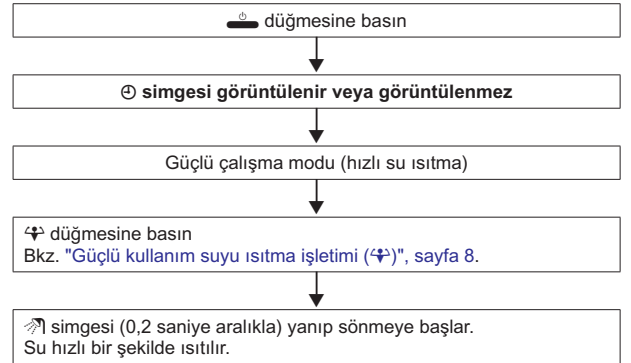 düğmesine basın
simgesi görüntülenir veya görüntülenmez
Güçlü çalışma modu (hızlı su ısıtma)
düğmesine basın
Bkz. "Güçlü kullanım suyu ısıtma işletimi ()", sayfa 8.
simgesi (0,2 saniye aralıkla) yanıp sönmeye başlar.
Su hızlı bir şekilde ısıtılır.